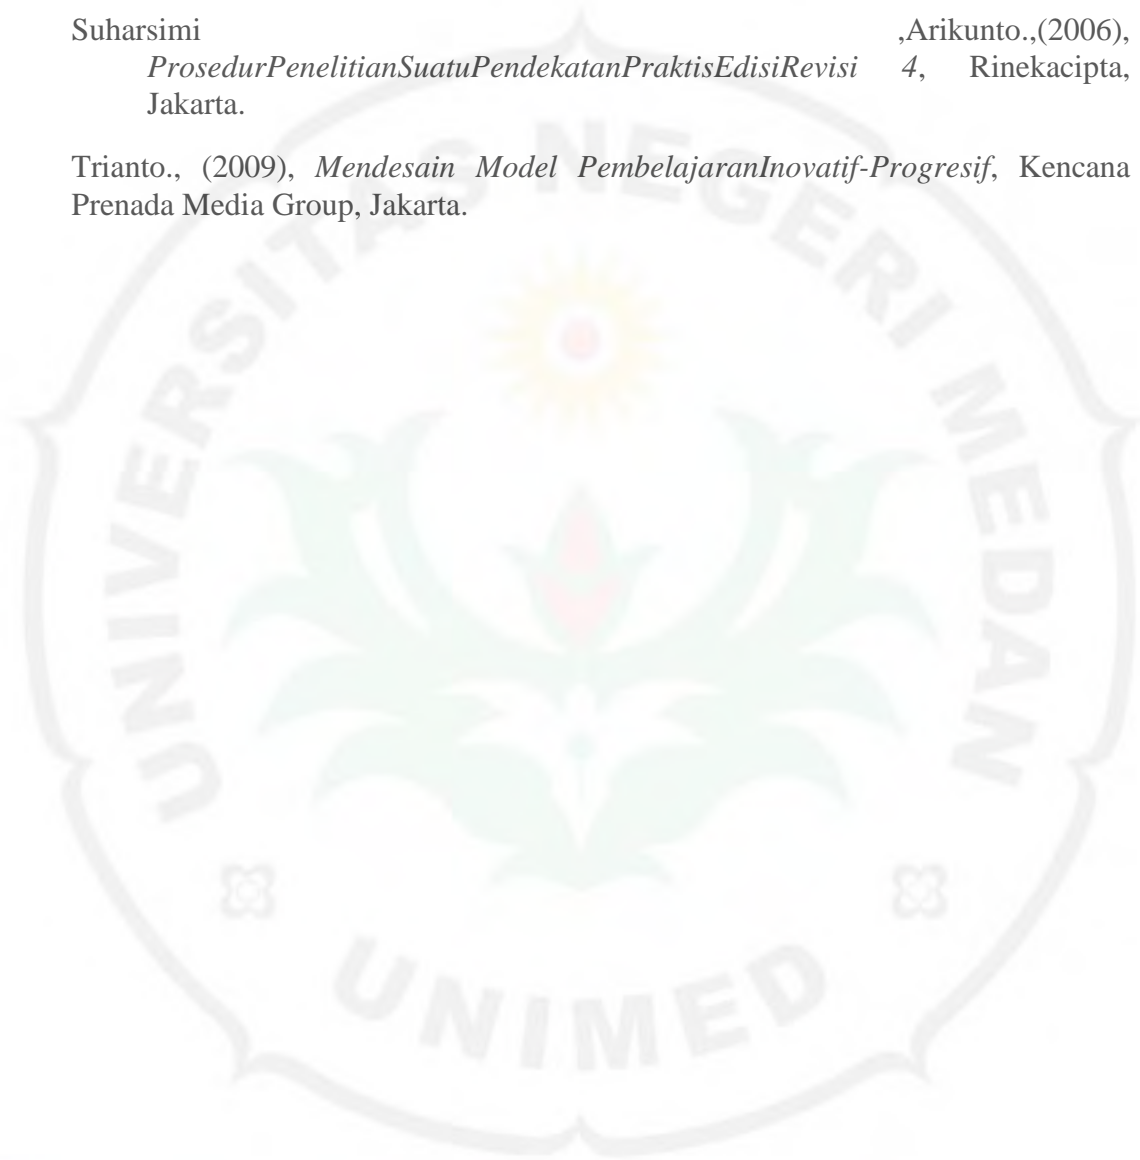 Suharsimi ,Arikunto.,(2006),
ProsedurPenelitianSuatuPendekatanPraktisEdisiRevisi 4, Rinekacipta,
Jakarta.
Trianto., (2009), Mendesain Model PembelajaranInovatif-Progresif, Kencana
Prenada Media Group, Jakarta.
UNIVERSITAS NEGERI MEDAN
UNIMED